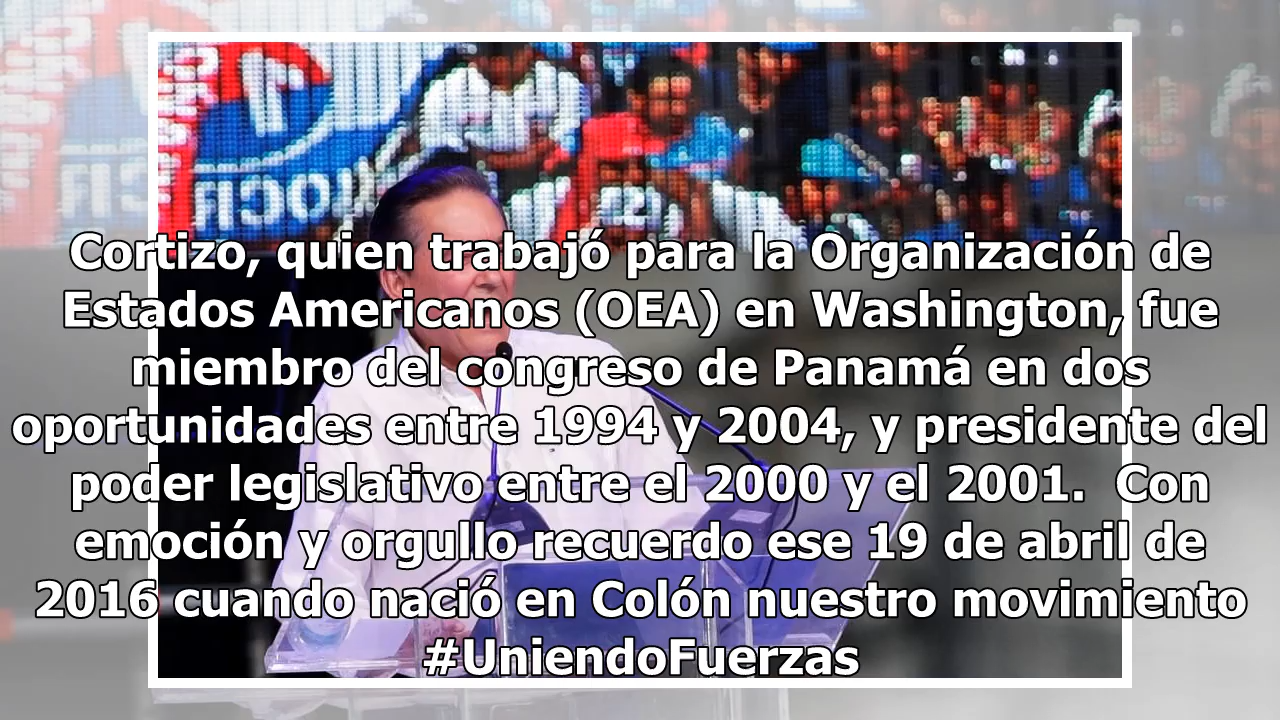 Cortizo, quien trabajó para la Organización de
Estados Americanos (OEA) en Washington, fue
miembro del congreso de Panamá en dos
oportunidades entre 1994 y 2004, y presidente del
poder legislativo entre el 2000 y el 2001.  Con
emoción y orgullo recuerdo ese 19 de abril de
2016 cuando nació en Colón nuestro movimiento
#UniendoFuerzas